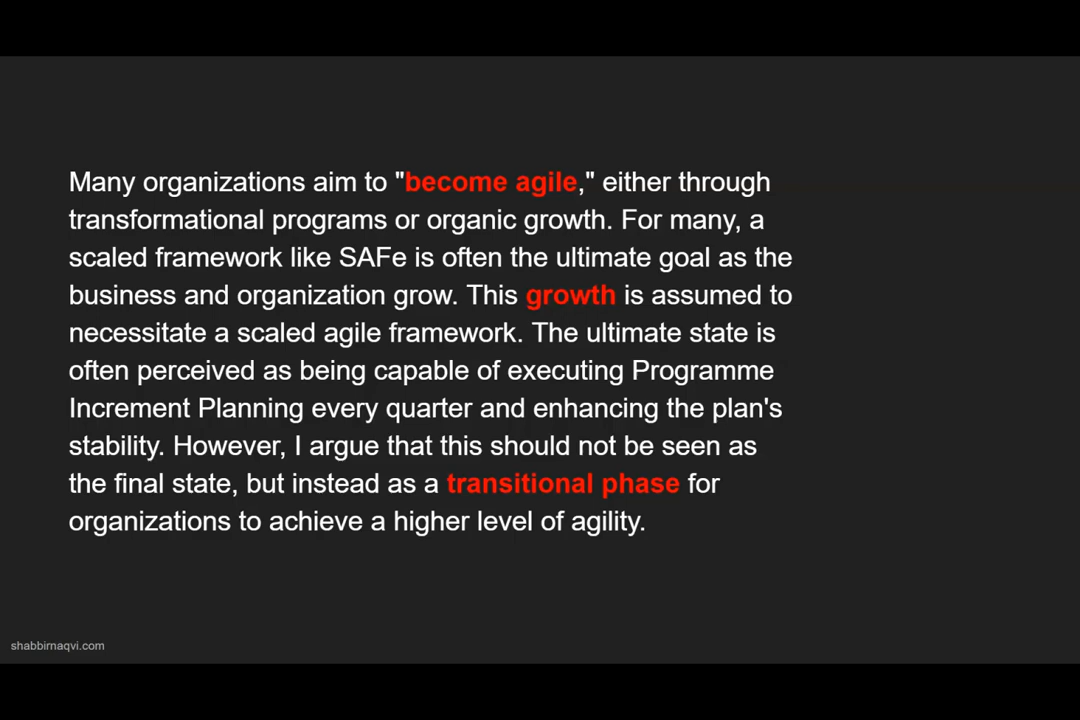 Many organizations aim to "become agile," either through
transformational programs or organic growth. For many, a
scaled framework like SAFe is often the ultimate goal as the
business and organization grow. This growth is assumed to
necessitate a scaled agile framework. The ultimate state is
often perceived as being capable of executing Programme
Increment Planning every quarter and enhancing the plan's
stability. However, I argue that this should not be seen as
the final state, but instead as a transitional phase for
organizations to achieve a higher level of agility.
shabbirnaqvi.com